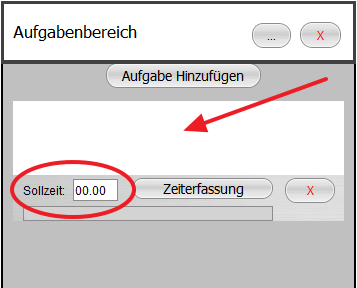 Aufgabenbereich ... X
Aufgabe Hinzufügen
Sollzeit: 00.00 Zeiterfassung X